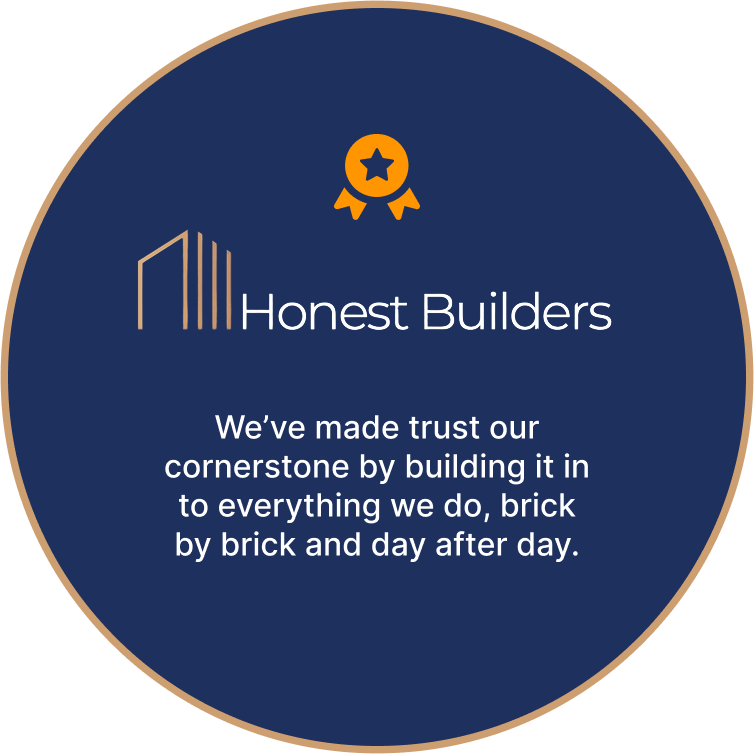 Honest Builders
We’ve made trust our
cornerstone by building it in
to everything we do, brick
by brick and day after day.